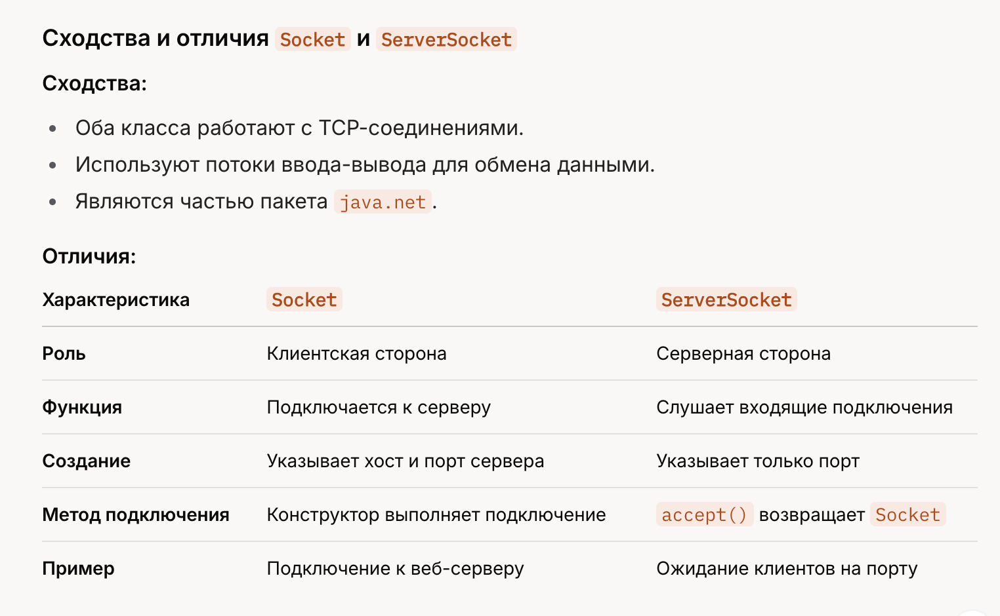 Сходства и отличия Socket и ServerSocket
Сходства:
• Оба класса работают с TCP-соединениями.
• Используют потоки ввода-вывода для обмена данными.
• Являются частью пакета java.net.
Отличия:
Характеристика Socket ServerSocket
Роль Клиентская сторона Серверная сторона
Функция Подключается к серверу Слушает входящие подключения
Создание Указывает хост и порт сервера Указывает только порт
Метод подключения Конструктор выполняет подключение accept() возвращает Socket
Пример Подключение к веб-серверу Ожидание клиентов на порту